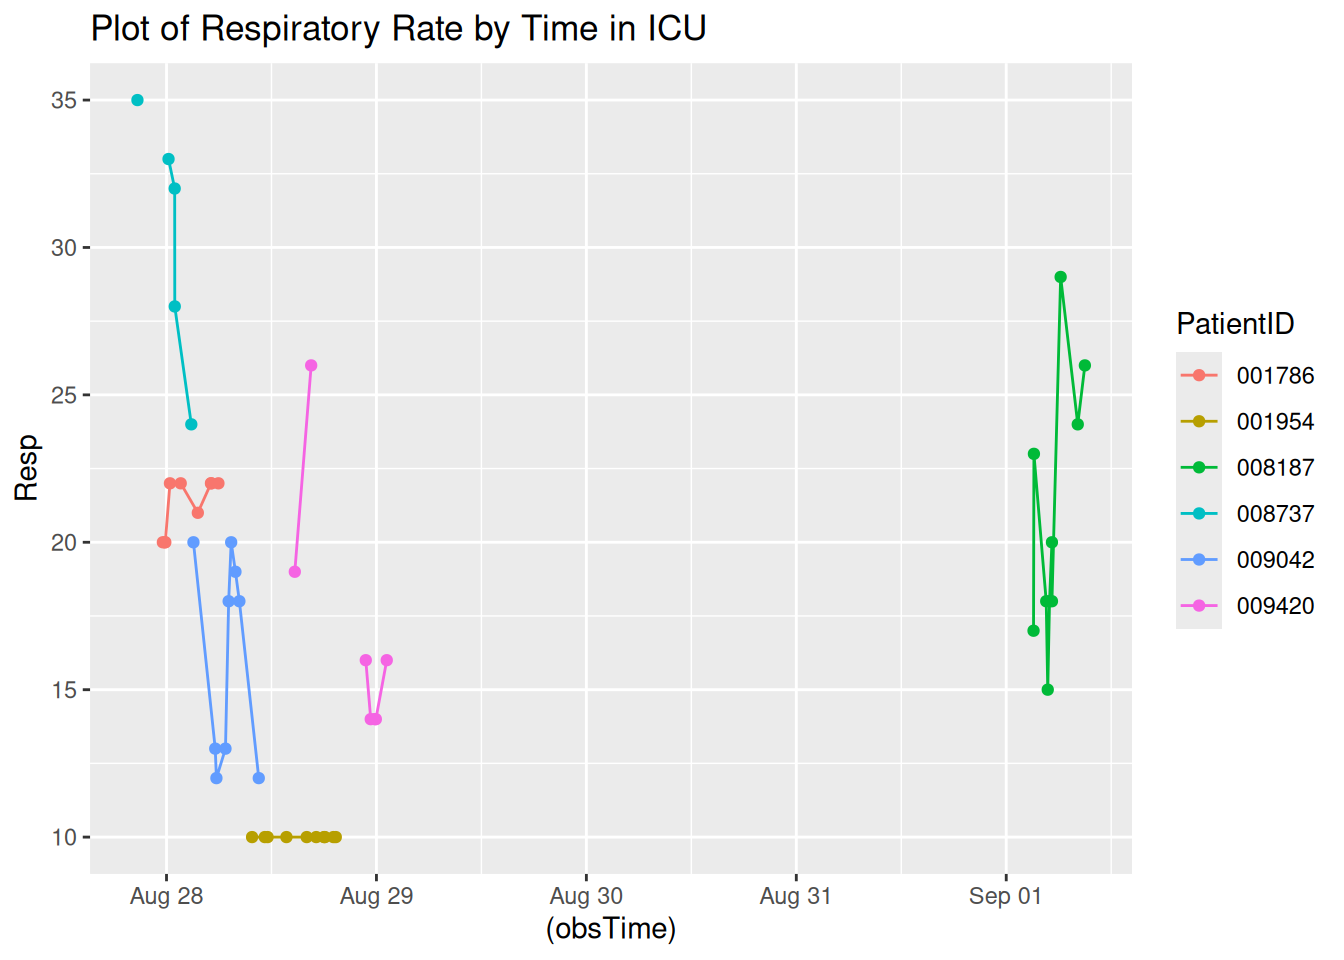 Plot of Respiratory Rate by Time in ICU
35
30
25
20
15
10
Resp
Aug 28
Aug 29
Aug 30
Aug 31
Sep 01
(obsTime)
PatientID
001786
001954
008187
008737
009042
009420